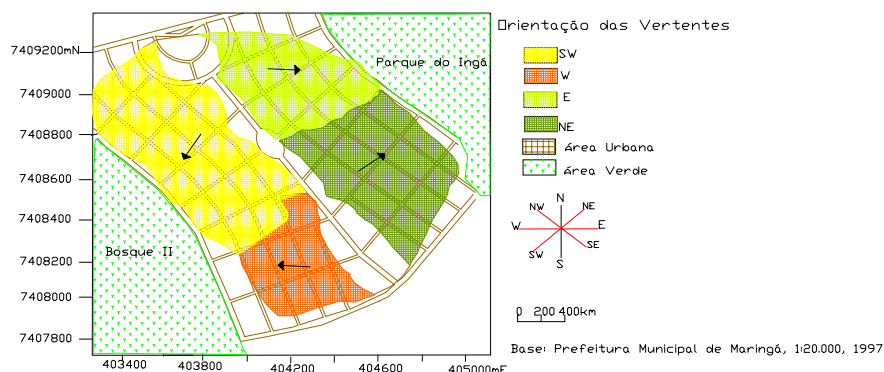 Orientação das Vertentes
SW
W
E
NE
área Urbana
área Verde
Parque do Ingá
Bosque II
7409200mN
7409000
7408800
7408600
7408400
7408200
7408000
7407800
403400
403800
404200
404600
405000mE
N
NW
NE
W
E
SW
SE
S
0 200 400km
Base: Prefeitura Municipal de Maringá, 1:20.000, 1997